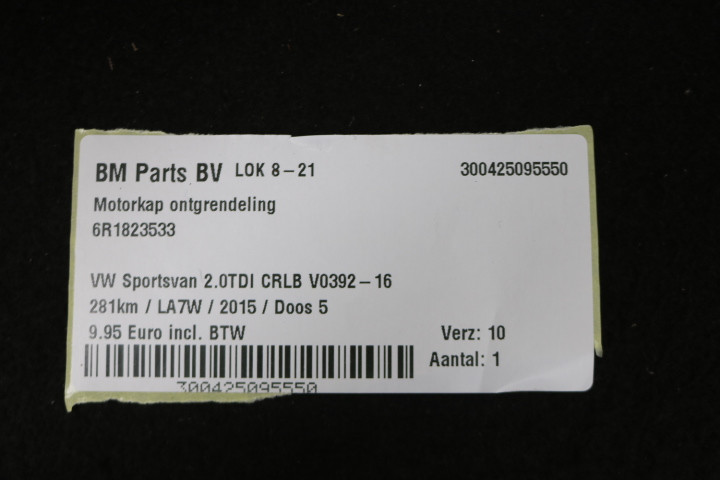 BM Parts BV LOK 8-21 300425095550
Motorkap ontgrendeling
6R1823533
VW Sportsvan 2.0TDI CRLB V0392-16
281km / LA7W / 2015 / Doos 5
9.95 Euro incl. BTW Verz: 10
Aantal: 1
300425095550